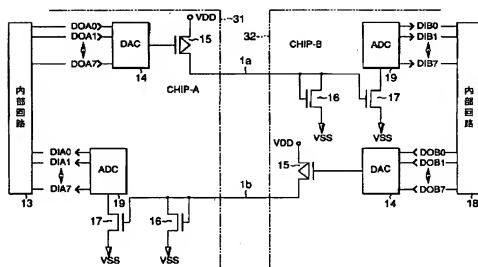 31
32
VDD
DOA0
DOA1
DOA7
DAC
14
15
1a
CHIP-A
CHIP-B
16
17
VSS
VSS
ADC
19
DIB0
DIB1
DIB7
内部回路
13
内部回路
18
DIA0
DIA1
DIA7
ADC
19
17
16
VSS
VSS
1b
VDD
15
DAC
14
DOB0
DOB1
DOB7